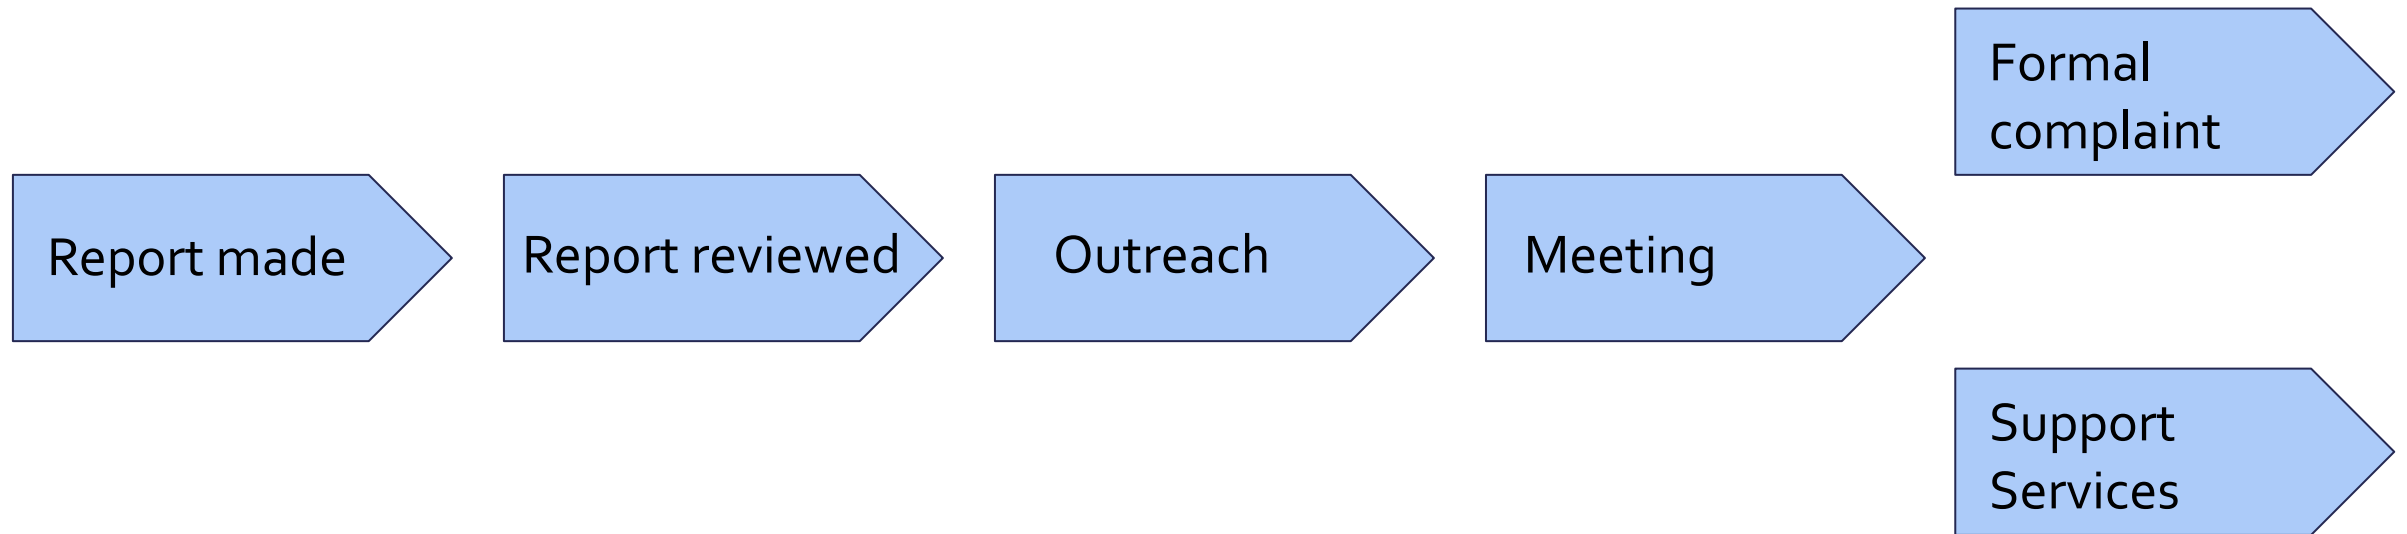 Report made
Report reviewed
Outreach
Meeting
Formal
complaint
Support
Services